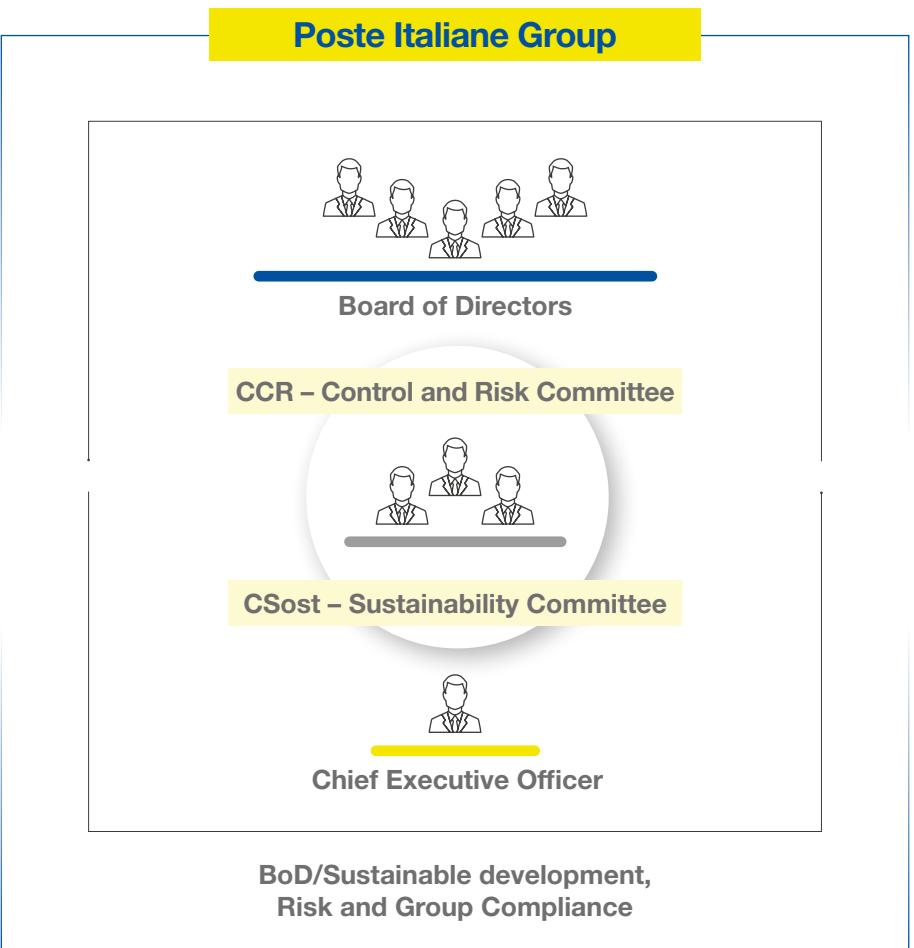 Poste Italiane Group
Board of Directors
CCR – Control and Risk Committee
CSost – Sustainability Committee
Chief Executive Officer
BoD/Sustainable development,
Risk and Group Compliance